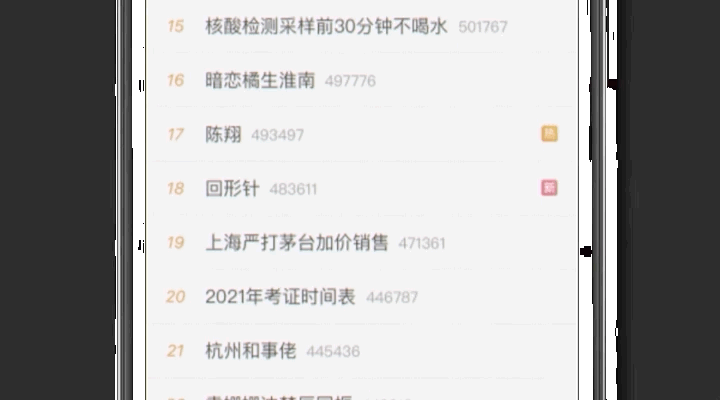 15 核酸检测采样前30分钟不喝水 501767
16 暗恋橘生淮南 497776
17 陈翔 493497 热
18 回形针 483611 新
19 上海严打茅台加价销售 471361
20 2021年考证时间表 446787
21 杭州和事佬 445436